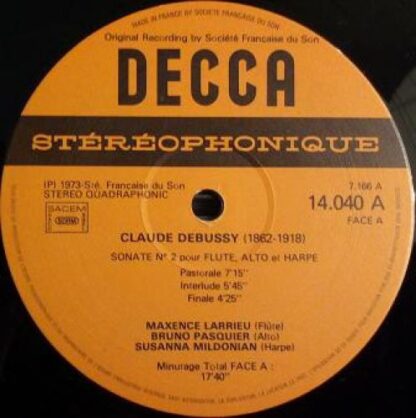 MADE IN FRANCE BY SOCIÉTÉ FRANÇAISE DU SON
Original Recording by Société Française du Son
DECCA
STÉRÉOPHONIQUE
(P) 1973-Sté. Française du Son
STEREO QUADRAPHONIC
7.166 A
14.040 A
FACE A
SACEM
SDRM
CLAUDE DEBUSSY (1862-1918)
SONATE Nº 2 pour FLUTE, ALTO et HARPE
Pastorale 7'15"
Interlude 5'45"
Finale 4'25"
MAXENCE LARRIEU (Flûte)
BRUNO PASQUIER (Alto)
SUSANNA MILDONIAN (Harpe)
Minurage Total FACE A :
17'40"